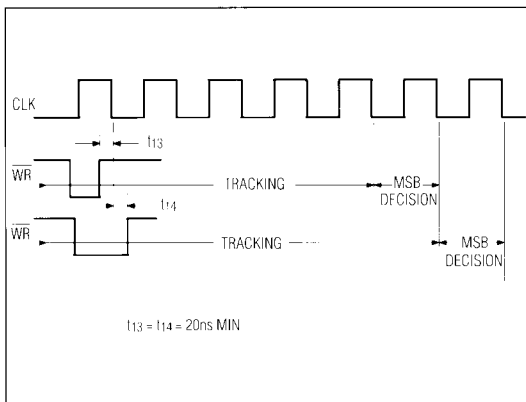 CLK
t13
WR
TRACKING
MSB
DECISION
t14
WR
TRACKING
MSB
DECISION
t13 = t14 = 20ns MIN